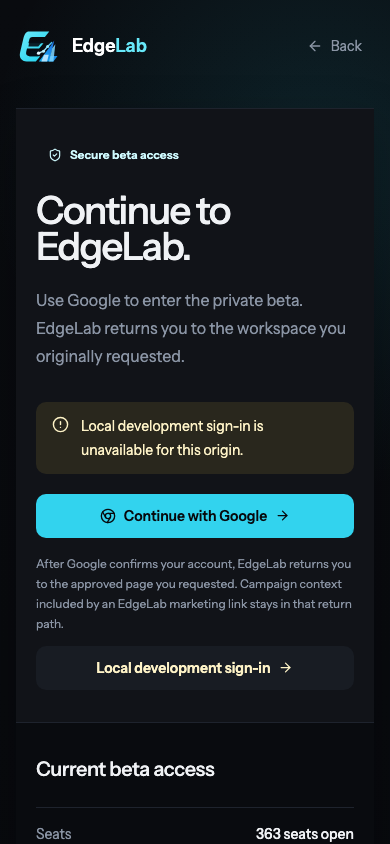 EdgeLab
Back
Secure beta access
Continue to
EdgeLab.
Use Google to enter the private beta.
EdgeLab returns you to the workspace you
originally requested.
Local development sign-in is
unavailable for this origin.
Continue with Google
After Google confirms your account, EdgeLab returns you
to the approved page you requested. Campaign context
included by an EdgeLab marketing link stays in that return
path.
Local development sign-in
Current beta access
Seats 363 seats open